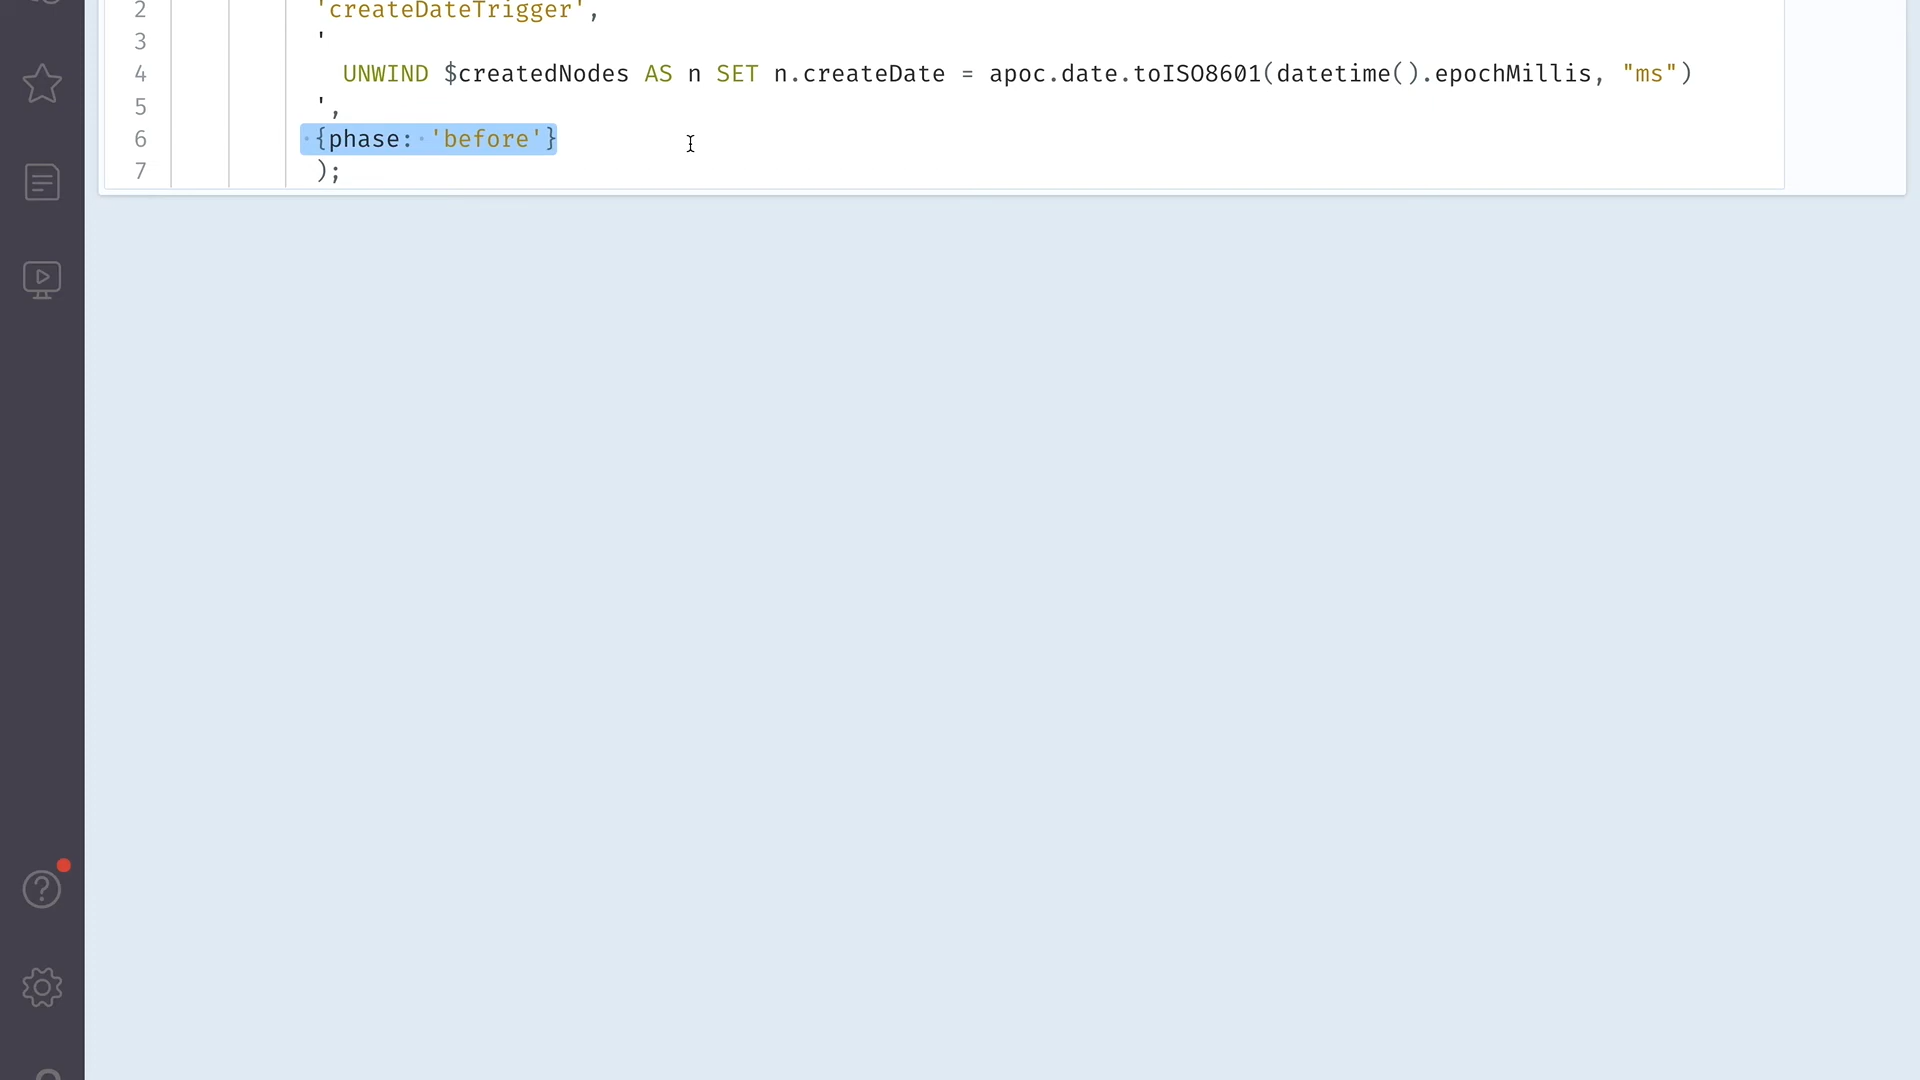 2 'createDateTrigger',
3 '
4 UNWIND $createdNodes AS n SET n.createDate = apoc.date.toISO8601(datetime().epochMillis, "ms")
5 ',
6 {phase: 'before'}
7 );